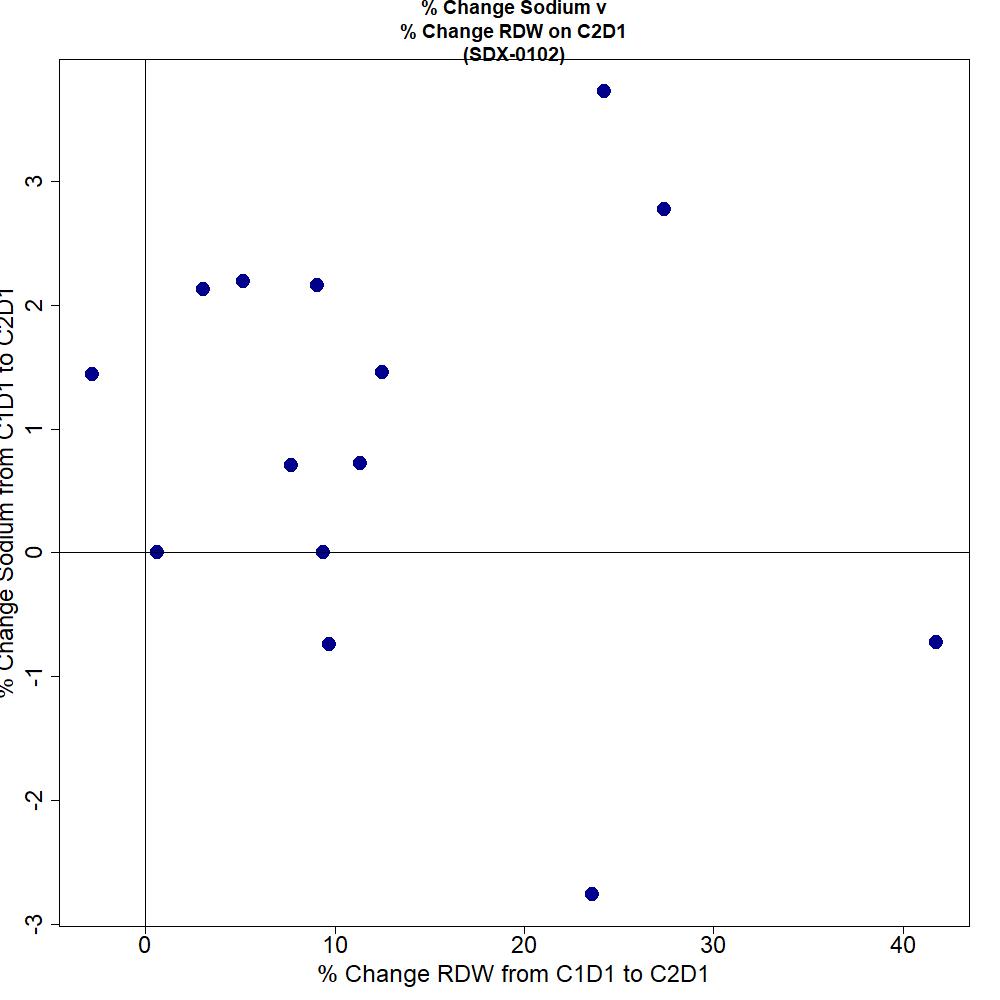 % Change Sodium v
% Change RDW on C2D1
(SDX-0102)
% Change Sodium from C1D1 to C2D1
3
2
1
0
-1
-2
-3
0
10
20
30
40
% Change RDW from C1D1 to C2D1